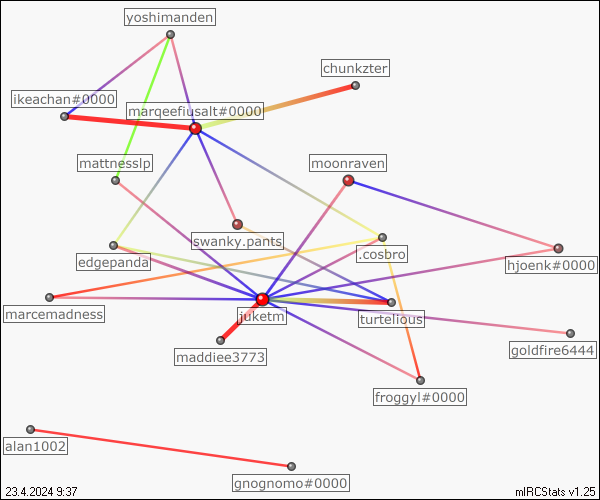 yoshimanden
chunkzter
ikeachan#0000
marqeefiusalt#0000
mattnesslp
moonraven
swanky.pants
edgepanda
.cosbro
hjoenk#0000
marcemadness
juketm
turtelious
goldfire6444
maddiee3773
froggyl#0000
alan1002
gnognomo#0000
23.4.2024 9:37
mIRCStats v1.25